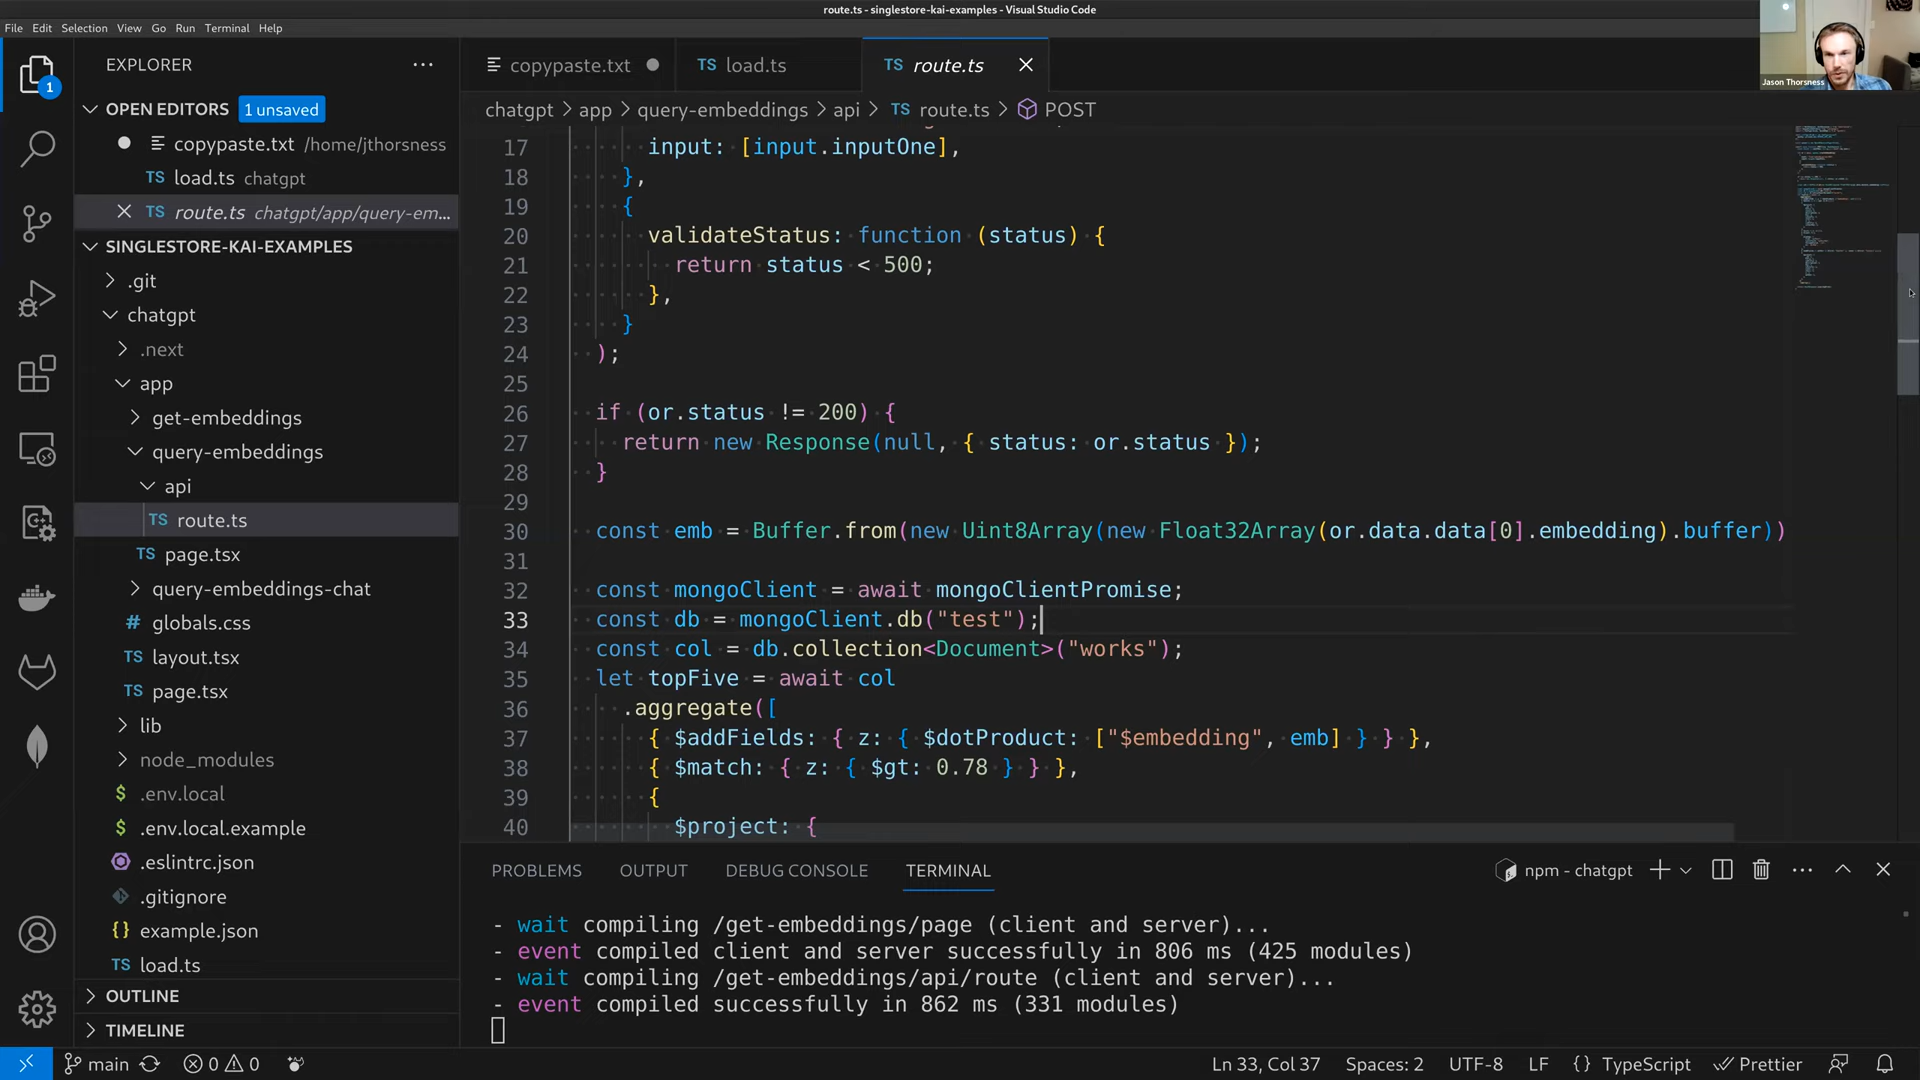 route.ts - singlestore-kai-examples - Visual Studio Code
File Edit Selection View Go Run Terminal Help
Jason Thorsness
EXPLORER
OPEN EDITORS 1 unsaved
copypaste.txt /home/jthorsness
TS load.ts chatgpt
TS route.ts chatgpt/app/query-em...
SINGLESTORE-KAI-EXAMPLES
.git
chatgpt
.next
app
get-embeddings
query-embeddings
api
TS route.ts
TS page.tsx
query-embeddings-chat
# globals.css
TS layout.tsx
TS page.tsx
lib
node_modules
$ .env.local
$ .env.local.example
.eslintrc.json
.gitignore
{} example.json
TS load.ts
OUTLINE
TIMELINE
1
copypaste.txt TS load.ts TS route.ts
chatgpt > app > query-embeddings > api > TS route.ts > POST
17 input: [input.inputOne],
18 },
19 {
20 validateStatus: function (status) {
21 return status < 500;
22 },
23 }
24 );
25
26 if (or.status != 200) {
27 return new Response(null, { status: or.status });
28 }
29
30 const emb = Buffer.from(new Uint8Array(new Float32Array(or.data.data[0].embedding).buffer))
31
32 const mongoClient = await mongoClientPromise;
33 const db = mongoClient.db("test");
34 const col = db.collection<Document>("works");
35 let topFive = await col
36 .aggregate([
37 { $addFields: { z: { $dotProduct: ["$embedding", emb] } } },
38 { $match: { z: { $gt: 0.78 } } },
39 {
40 $project: {
PROBLEMS OUTPUT DEBUG CONSOLE TERMINAL npm - chatgpt
- wait compiling /get-embeddings/page (client and server)...
- event compiled client and server successfully in 806 ms (425 modules)
- wait compiling /get-embeddings/api/route (client and server)...
- event compiled successfully in 862 ms (331 modules)
main 0 0 Ln 33, Col 37 Spaces: 2 UTF-8 LF {} TypeScript Prettier